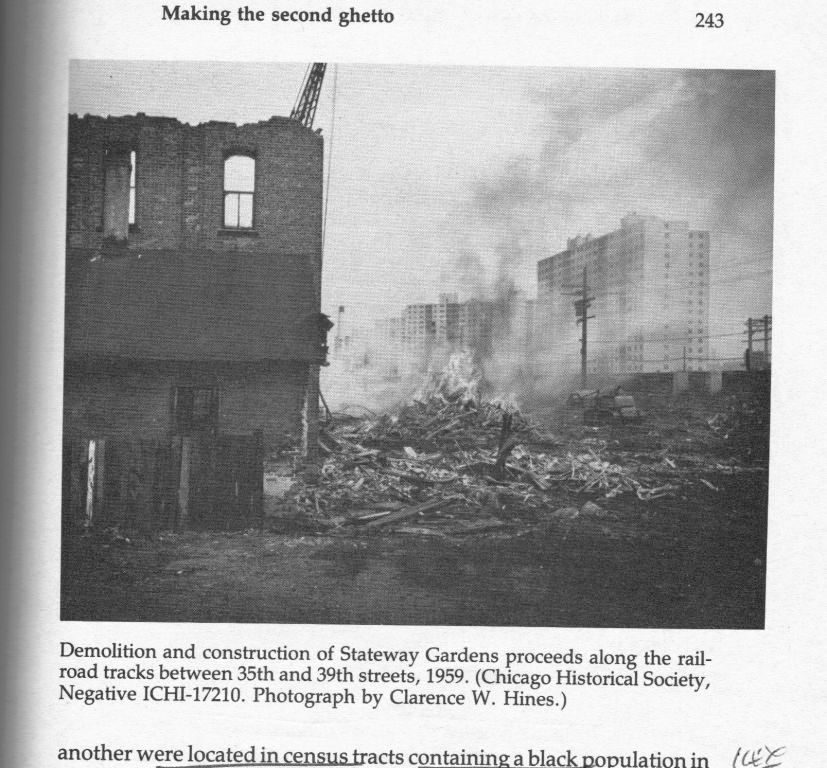 Making the second ghetto 243
Demolition and construction of Stateway Gardens proceeds along the rail-
road tracks between 35th and 39th streets, 1959. (Chicago Historical Society,
Negative ICHI-17210. Photograph by Clarence W. Hines.)
another were located in census tracts containing a black population in